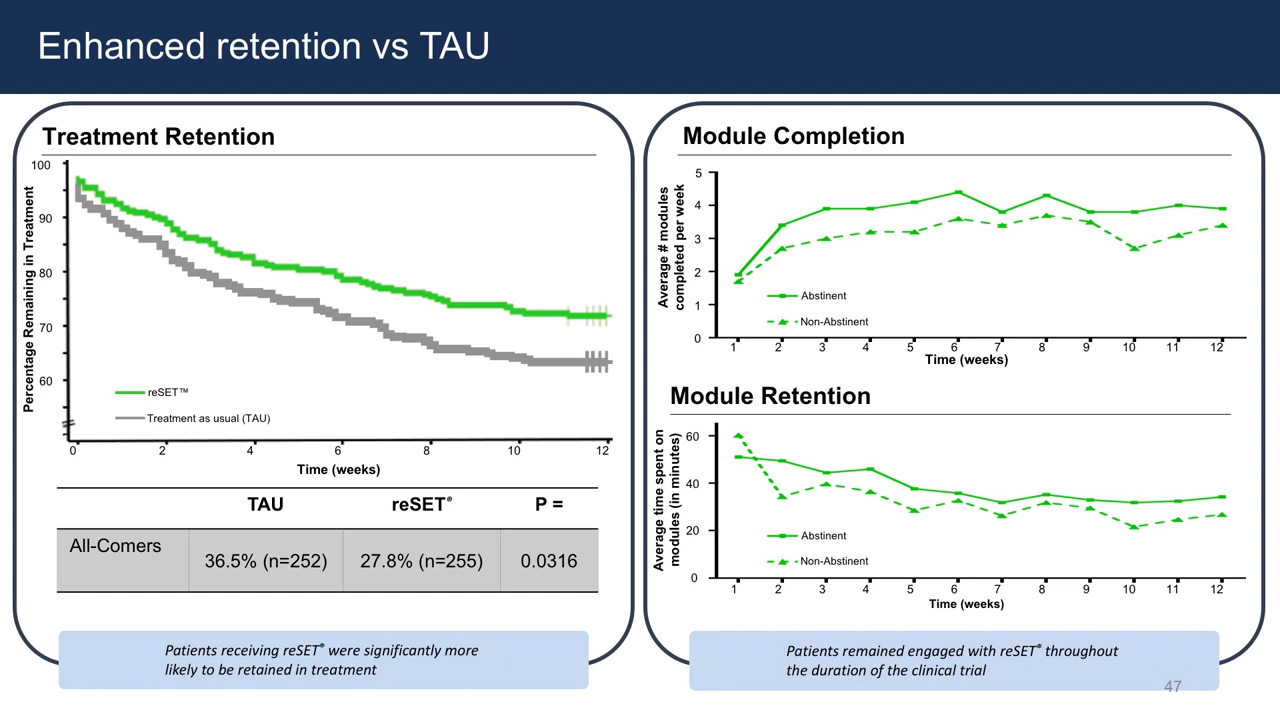 Enhanced retention vs TAU
Treatment Retention
Percentage Remaining in Treatment
100
90
80
70
60
reSET™
Treatment as usual (TAU)
0 2 4 6 8 10 12
Time (weeks)
TAU reSET® P =
All-Comers 36.5% (n=252) 27.8% (n=255) 0.0316
Patients receiving reSET® were significantly more
likely to be retained in treatment
Module Completion
Average # modules
completed per week
5
4
3
2
1
0
Abstinent
Non-Abstinent
1 2 3 4 5 6 7 8 9 10 11 12
Time (weeks)
Module Retention
Average time spent on
modules (in minutes)
60
40
20
0
Abstinent
Non-Abstinent
1 2 3 4 5 6 7 8 9 10 11 12
Time (weeks)
Patients remained engaged with reSET® throughout
the duration of the clinical trial
47